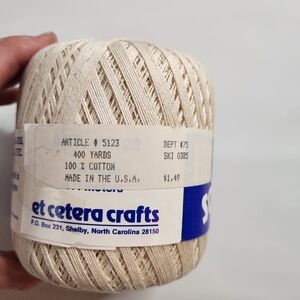 ARTICLE # 5123
400 YARDS
100 % COTTON
MADE IN THE U.S.A.
DEPT #75
SKU 0385
$1.49
et cetera crafts
P.O. Box 231, Shelby, North Carolina 28150